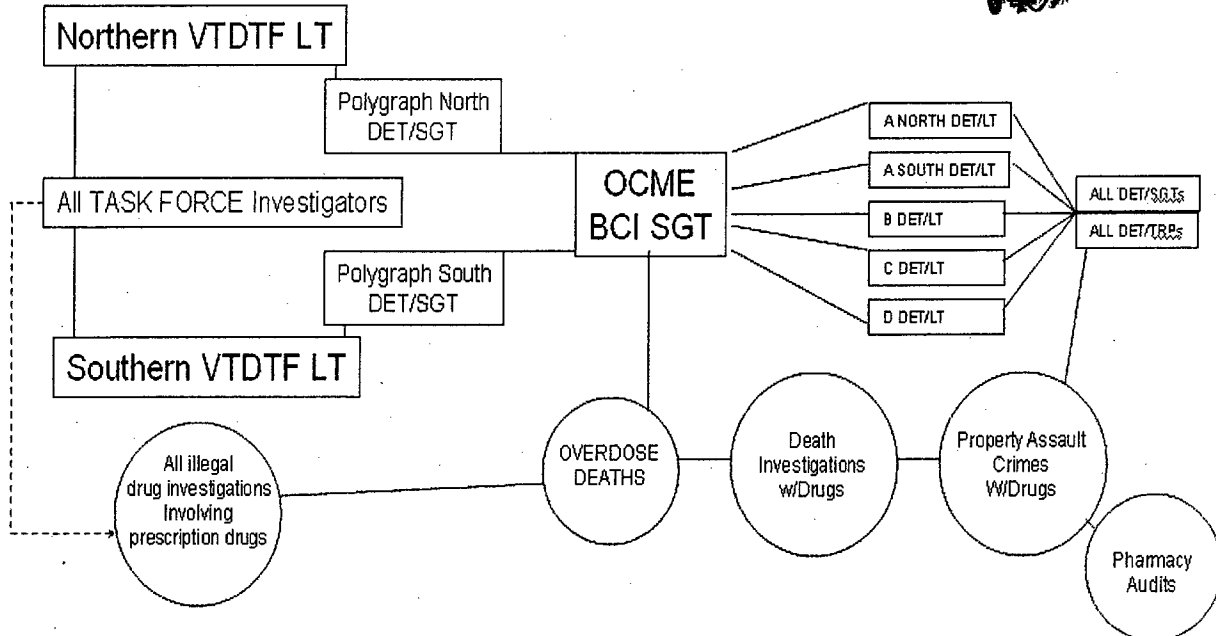 Northern VTDTF LT
Polygraph North
DET/SGT
All TASK FORCE Investigators
Polygraph South
DET/SGT
Southern VTDTF LT
OCME
BCI SGT
A NORTH DET/LT
A SOUTH DET/LT
B DET/LT
C DET/LT
D DET/LT
ALL DET/SGTs
ALL DET/TRPs
All illegal
drug investigations
Involving
prescription drugs
OVERDOSE
DEATHS
Death
Investigations
w/Drugs
Property Assault
Crimes
W/Drugs
Pharmacy
Audits